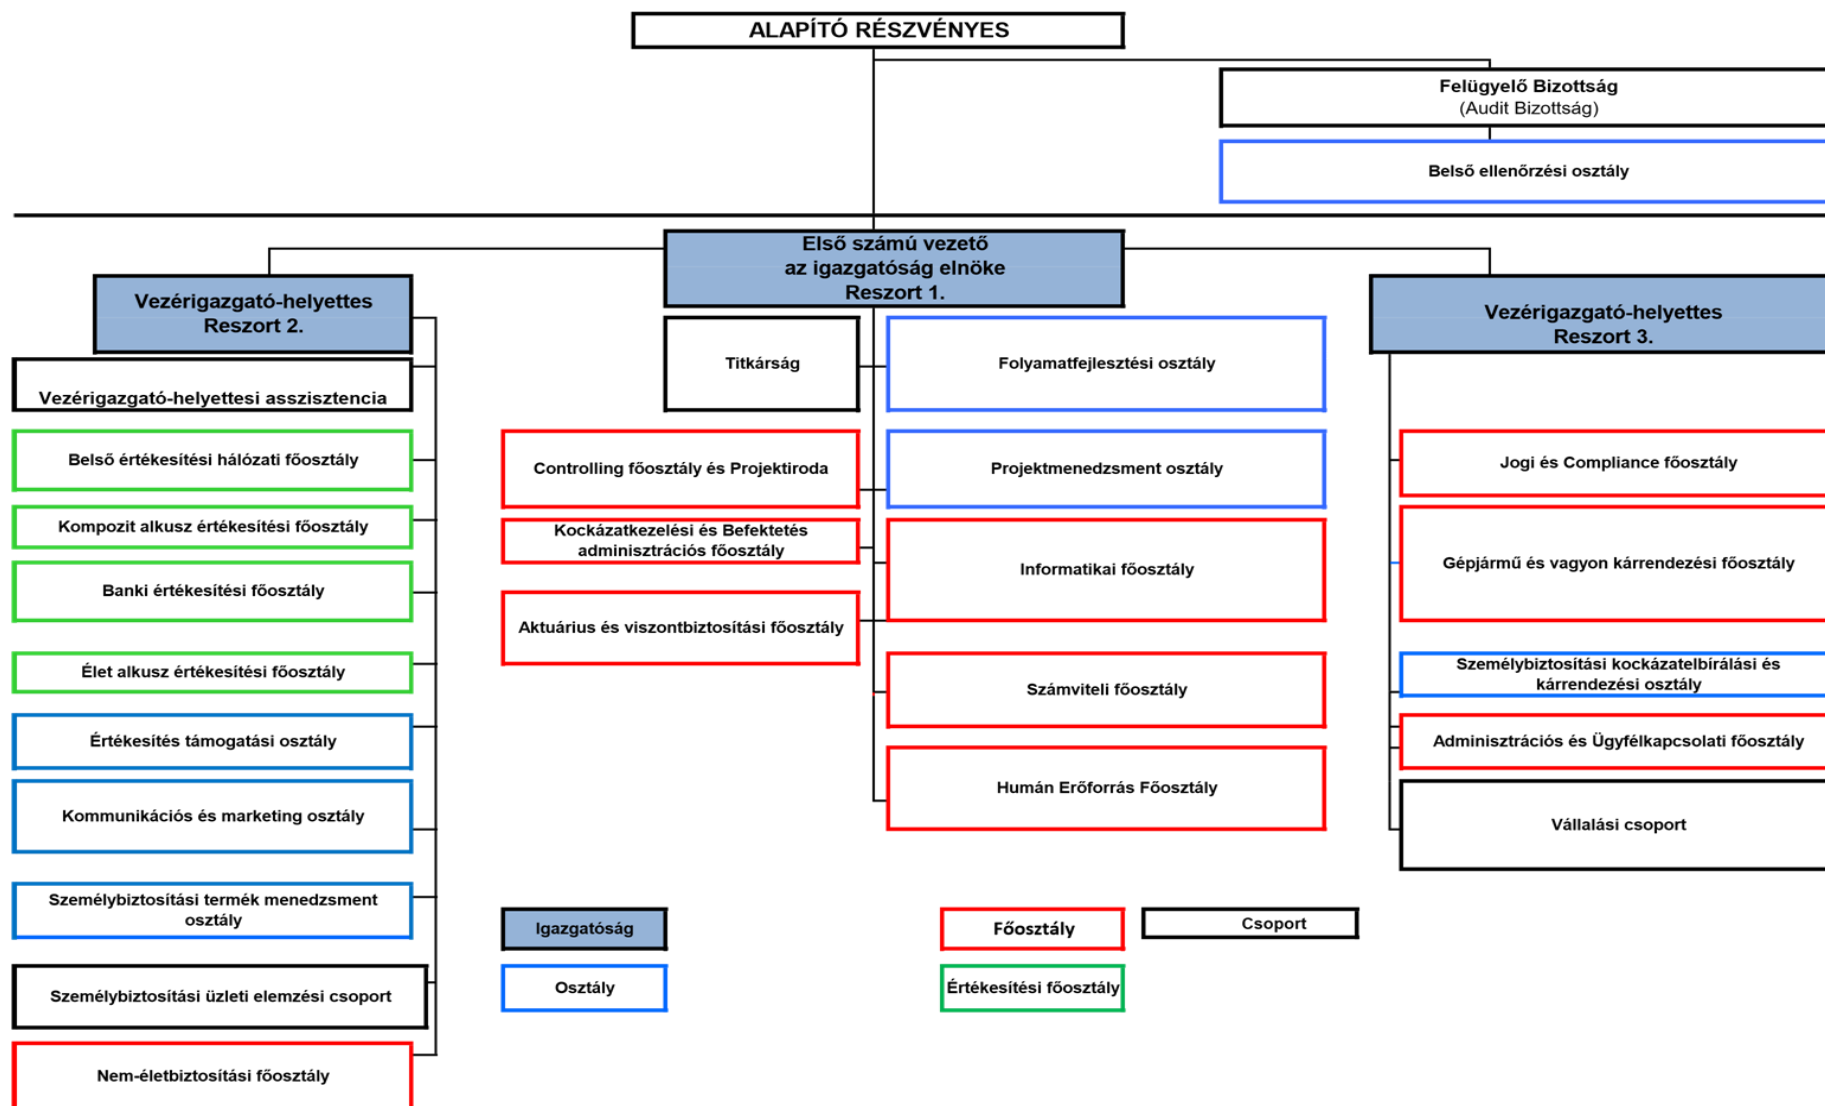 ALAPÍTÓ RÉSZVÉNYES
Felügyelő Bizottság
(Audit Bizottság)
Belső ellenőrzési osztály
Első számú vezető
az igazgatóság elnöke
Reszort 1.
Vezérigazgató-helyettes
Reszort 2.
Vezérigazgató-helyettesi asszisztencia
Belső értékesítési hálózati főosztály
Kompozit alkusz értékesítési főosztály
Banki értékesítési főosztály
Élet alkusz értékesítési főosztály
Értékesítés támogatási osztály
Kommunikációs és marketing osztály
Személybiztosítási termék menedzsment
osztály
Személybiztosítási üzleti elemzési csoport
Nem-életbiztosítási főosztály
Titkárság
Controlling főosztály és Projektiroda
Kockázatkezelési és Befektetés
adminisztrációs főosztály
Aktuárius és viszontbiztosítási főosztály
Folyamatfejlesztési osztály
Projektmenedzsment osztály
Informatikai főosztály
Számviteli főosztály
Humán Erőforrás Főosztály
Vezérigazgató-helyettes
Reszort 3.
Jogi és Compliance főosztály
Gépjármű és vagyon kárrendezési főosztály
Személybiztosítási kockázatelbírálási és
kárrendezési osztály
Adminisztrációs és Ügyfélkapcsolati főosztály
Vállalási csoport
Igazgatóság
Főosztály
Csoport
Osztály
Értékesítési főosztály